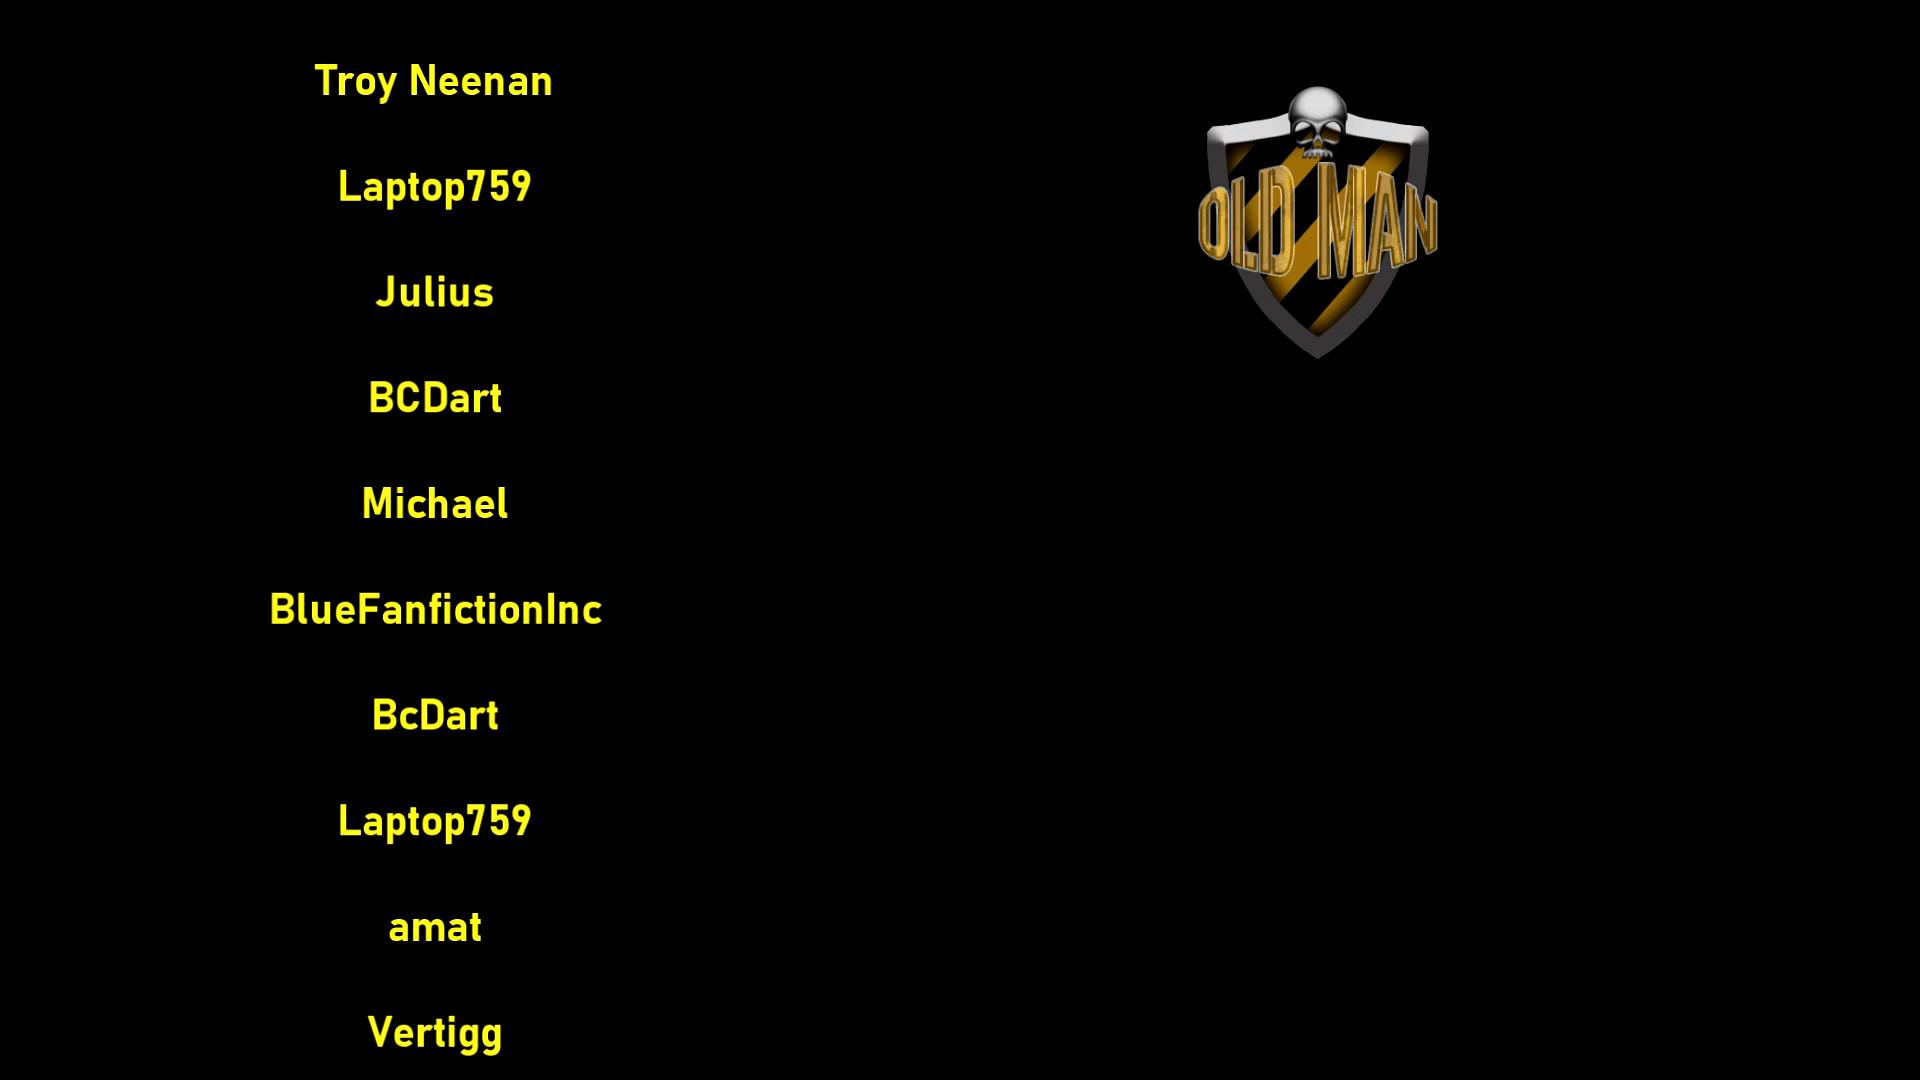 Troy Neenan
Laptop759
Julius
BCDart
Michael
BlueFanfictionInc
BcDart
Laptop759
amat
Vertigg
OLD MAN